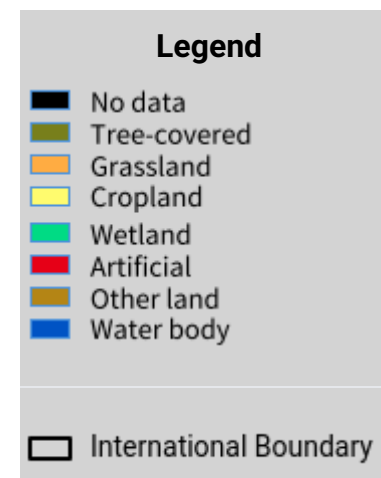 Legend
No data
Tree-covered
Grassland
Cropland
Wetland
Artificial
Other land
Water body
International Boundary